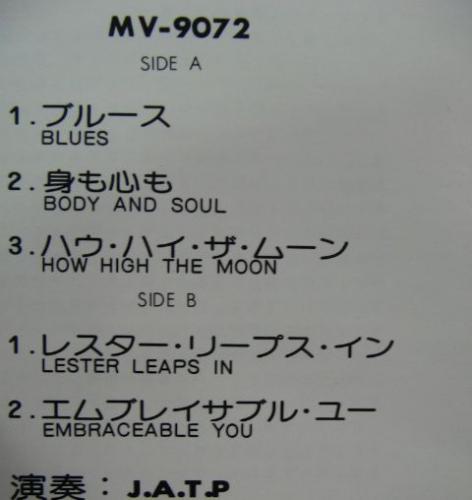 MV-9072
SIDE A
1.ブルース
BLUES
2.身も心も
BODY AND SOUL
3.ハウ・ハイ・ザ・ムーン
HOW HIGH THE MOON
SIDE B
1.レスター・リープス・イン
LESTER LEAPS IN
2.エムブレイサブル・ユー
EMBRACEABLE YOU
演奏：J.A.T.P